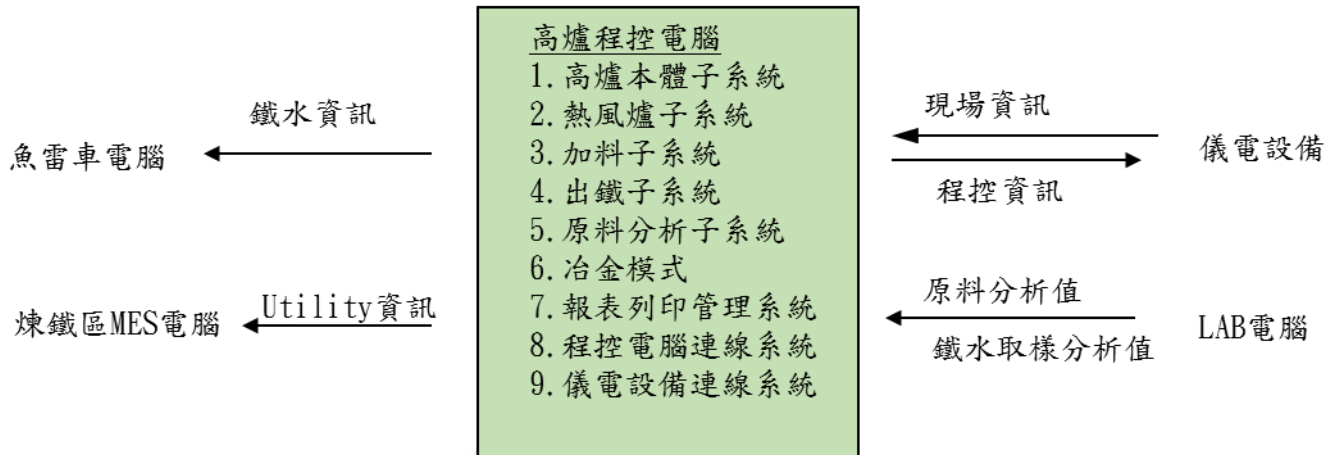 高爐程控電腦
1.高爐本體子系統
2.熱風爐子系統
3.加料子系統
4.出鐵子系統
5.原料分析子系統
6.冶金模式
7.報表列印管理系統
8.程控電腦連線系統
9.儀電設備連線系統
鐵水資訊
魚雷車電腦
Utility資訊
煉鐵區MES電腦
現場資訊
程控資訊
儀電設備
原料分析值
鐵水取樣分析值
LAB電腦